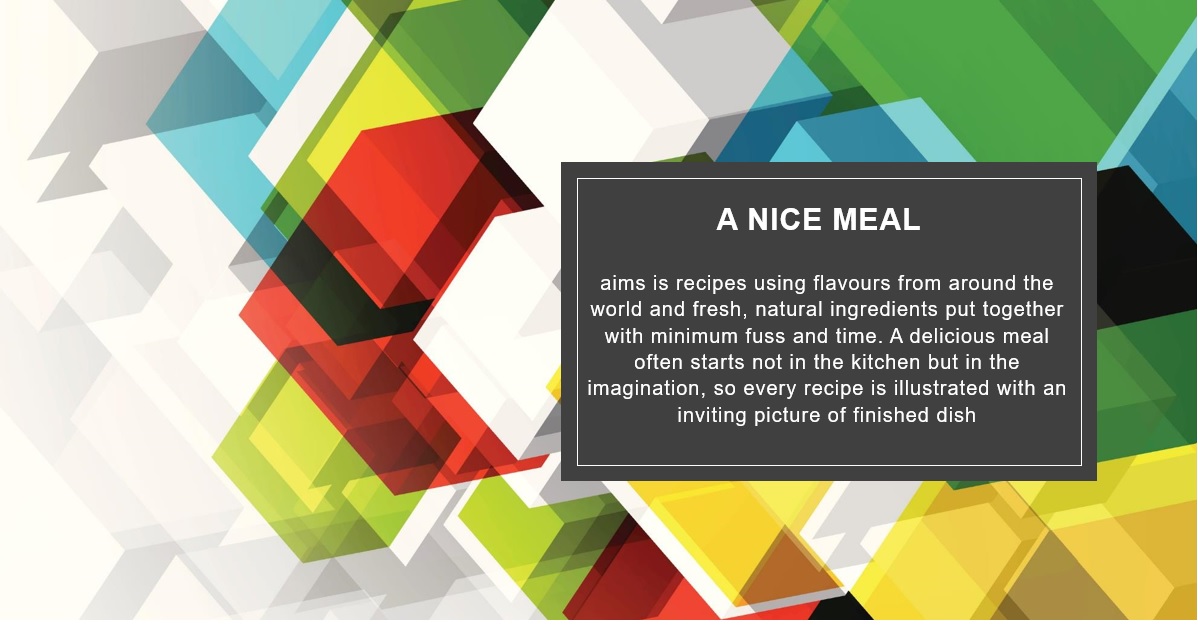 A NICE MEAL
aims is recipes using flavours from around the
world and fresh, natural ingredients put together
with minimum fuss and time. A delicious meal
often starts not in the kitchen but in the
imagination, so every recipe is illustrated with an
inviting picture of finished dish